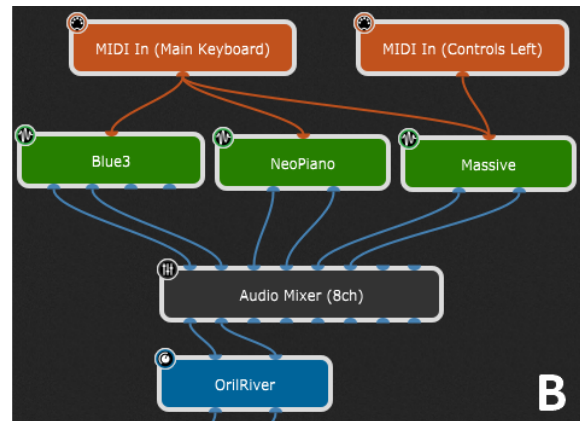 MIDI In (Main Keyboard)
MIDI In (Controls Left)
Blue3
NeoPiano
Massive
Audio Mixer (8ch)
OrilRiver
B